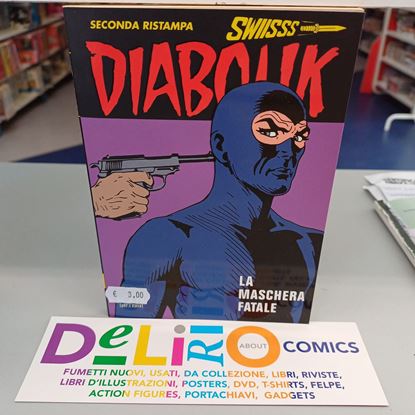 SECONDA RISTAMPA
SWIISSS
DIABOLIK
€ 3,00
LA
MASCHERA
FATALE
DeLiRIO ABOUT COMICS
FUMETTI NUOVI, USATI, DA COLLEZIONE, LIBRI, RIVISTE,
LIBRI D'ILLUSTRAZIONI, POSTERS, DVD, T-SHIRTS, FELPE,
ACTION FIGURES, PORTACHIAVI, GADGETS